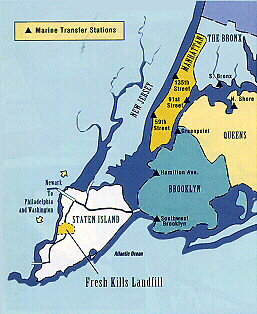 ▲ Marine Transfer Stations
THE BRONX
MANHATTAN
NEW JERSEY
135th
Street
S. Bronx
91st
Street
N. Shore
59th
Street
Greenpoint
QUEENS
Hamilton Ave.
BROOKLYN
Newark
To
Philadelphia
and Washington
STATEN ISLAND
Southwest
Brooklyn
Atlantic Ocean
Fresh Kills Landfill